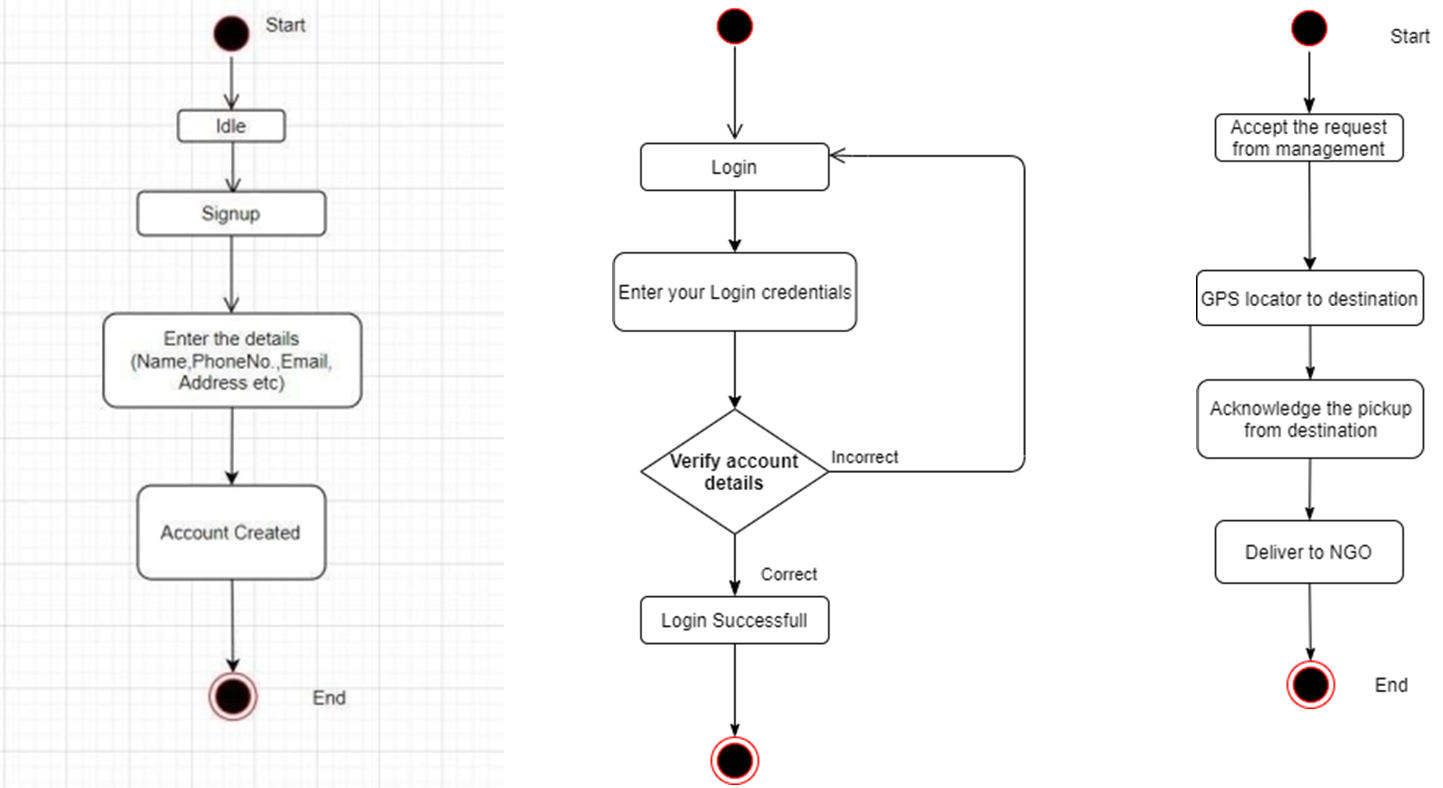 Start
Idle
Signup
Enter the details
(Name,PhoneNo.,Email,
Address etc)
Account Created
End
Login
Enter your Login credentials
Verify account
details
Incorrect
Correct
Login Successfull
Start
Accept the request
from management
GPS locator to destination
Acknowledge the pickup
from destination
Deliver to NGO
End